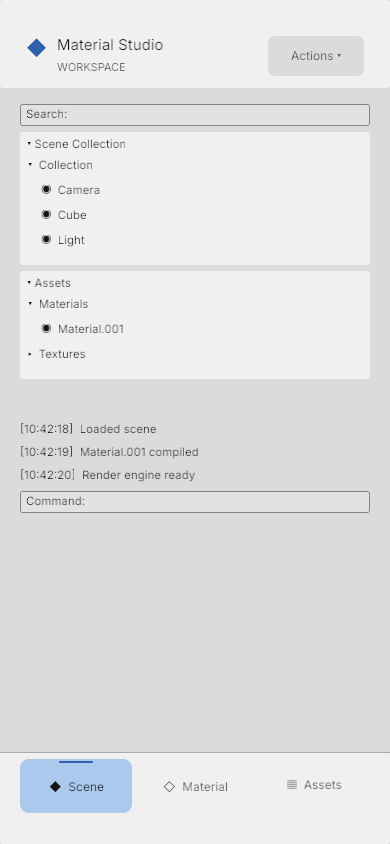 Material Studio
WORKSPACE
Actions
Search:
Scene Collection
Collection
Camera
Cube
Light
Assets
Materials
Material.001
Textures
[10:42:18] Loaded scene
[10:42:19] Material.001 compiled
[10:42:20] Render engine ready
Command:
Scene
Material
Assets